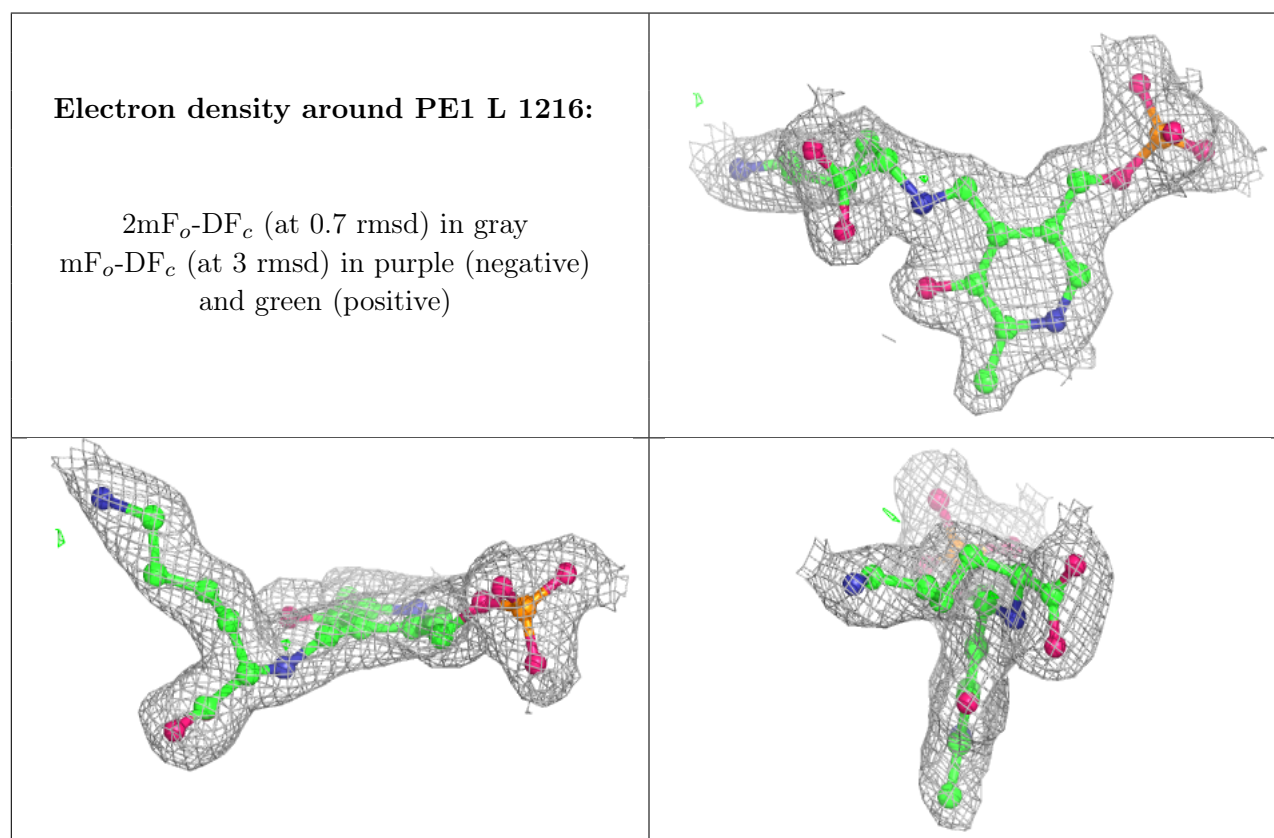 Electron density around PE1 L 1216:
2mFo-DFc (at 0.7 rmsd) in gray
mFo-DFc (at 3 rmsd) in purple (negative)
and green (positive)